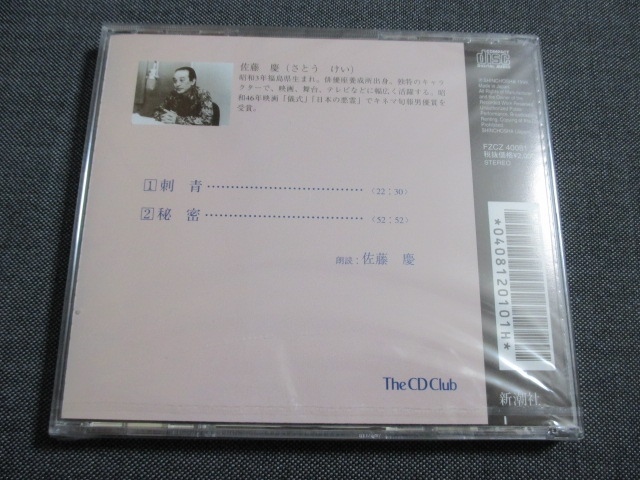 佐藤 慶(さとう けい)
昭和3年福島県生まれ。俳優座養成所出身。独特のキャラ
クターで、映画、舞台、テレビなどに幅広く活躍する。昭
和46年映画「儀式」「日本の悪霊」でキネマ旬報男優賞を
受賞。
1 刺青 (22:30)
2 秘密 (52:52)
朗読:佐藤 慶
The CD Club
COMPACT
disc
DIGITAL AUDIO
STEREO
*0408120101H*
新潮社